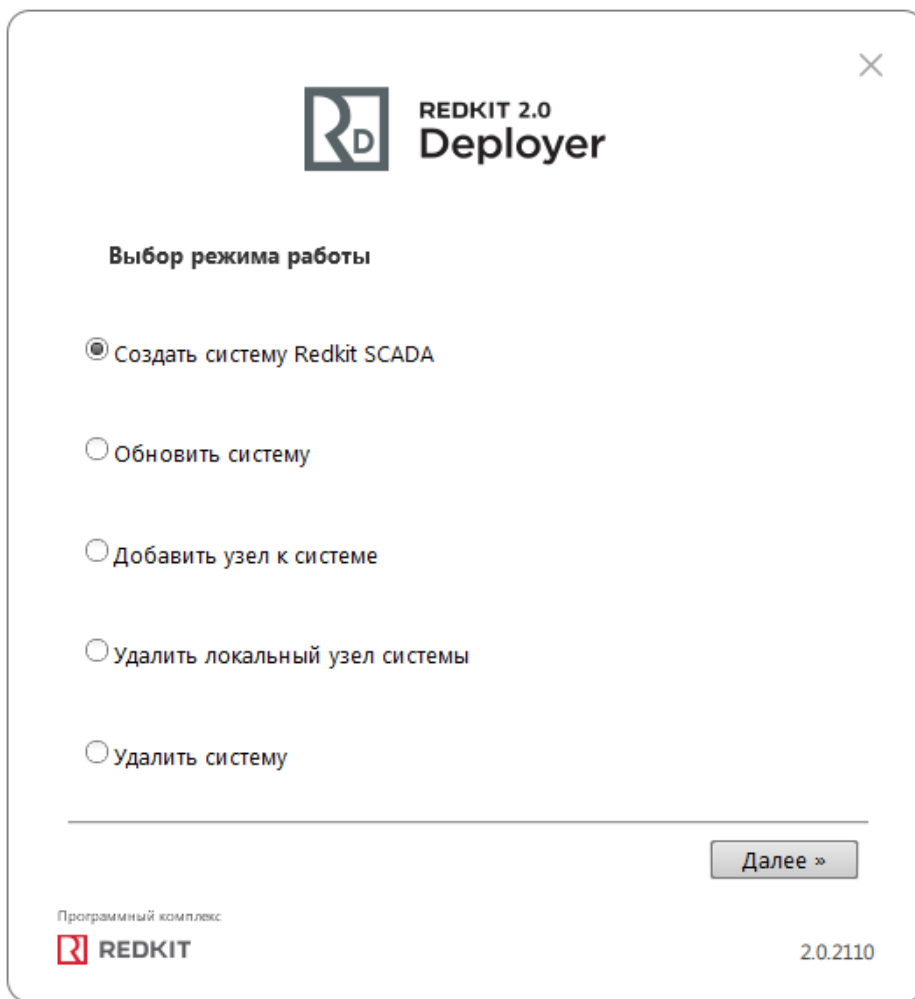 RD
REDKIT 2.0
Deployer
Выбор режима работы
Создать систему Redkit SCADA
Обновить систему
Добавить узел к системе
Удалить локальный узел системы
Удалить систему
Далее »
Программный комплекс
REDKIT
2.0.2110